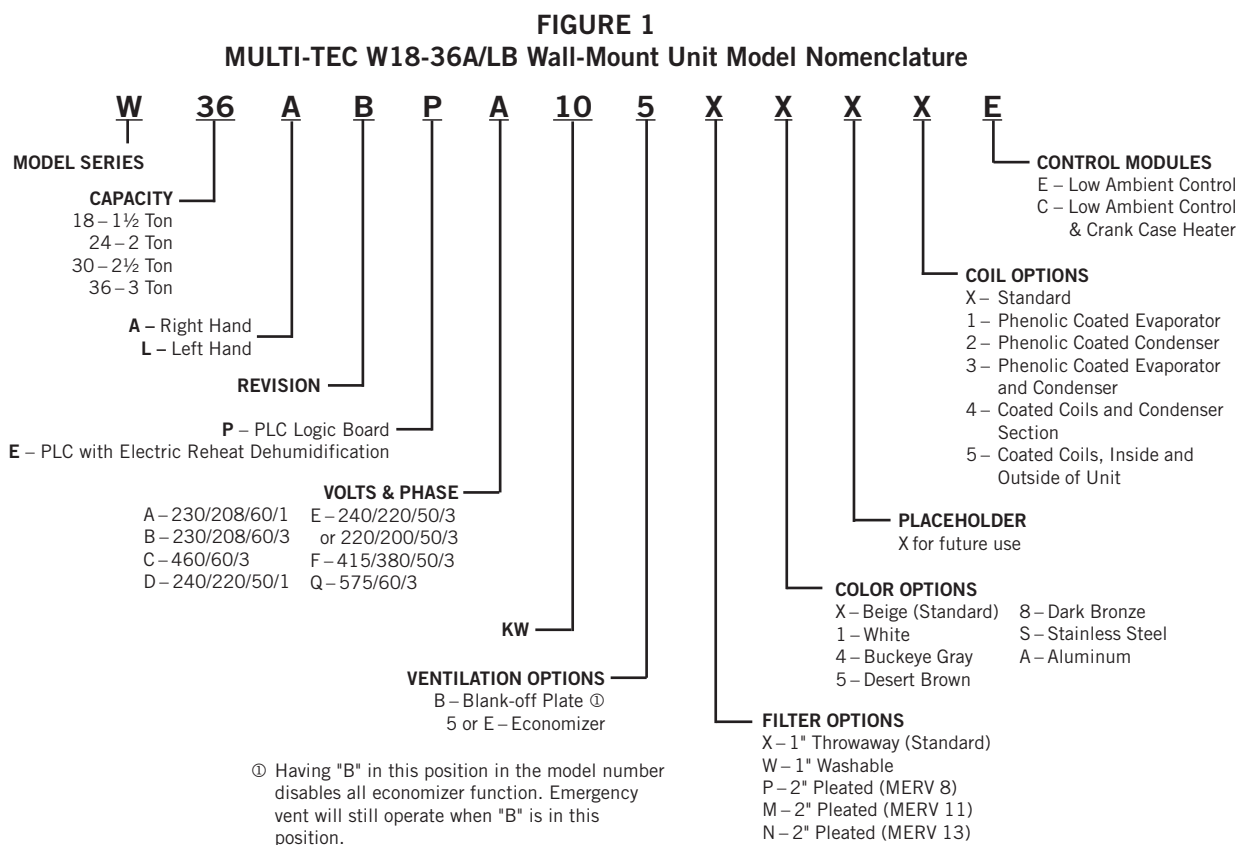 FIGURE 1
MULTI-TEC W18-36A/LB Wall-Mount Unit Model Nomenclature
W 36 A B P A 10 5 X X X X E
MODEL SERIES
CAPACITY
18 – 1½ Ton
24 – 2 Ton
30 – 2½ Ton
36 – 3 Ton
A – Right Hand
L – Left Hand
REVISION
P – PLC Logic Board
E – PLC with Electric Reheat Dehumidification
VOLTS & PHASE
A – 230/208/60/1
B – 230/208/60/3
C – 460/60/3
D – 240/220/50/1
E – 240/220/50/3
or 220/200/50/3
F – 415/380/50/3
Q – 575/60/3
KW
VENTILATION OPTIONS
B – Blank-off Plate ①
5 or E – Economizer
① Having "B" in this position in the model number
disables all economizer function. Emergency
vent will still operate when "B" is in this
position.
FILTER OPTIONS
X – 1" Throwaway (Standard)
W – 1" Washable
P – 2" Pleated (MERV 8)
M – 2" Pleated (MERV 11)
N – 2" Pleated (MERV 13)
COLOR OPTIONS
X – Beige (Standard)
1 – White
4 – Buckeye Gray
5 – Desert Brown
8 – Dark Bronze
S – Stainless Steel
A – Aluminum
PLACEHOLDER
X for future use
COIL OPTIONS
X – Standard
1 – Phenolic Coated Evaporator
2 – Phenolic Coated Condenser
3 – Phenolic Coated Evaporator
and Condenser
4 – Coated Coils and Condenser
Section
5 – Coated Coils, Inside and
Outside of Unit
CONTROL MODULES
E – Low Ambient Control
C – Low Ambient Control
& Crank Case Heater